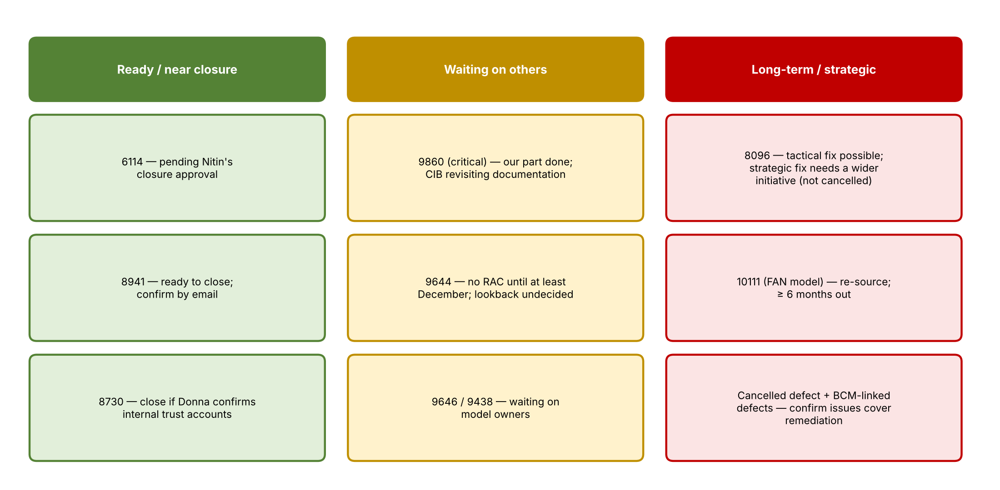 Ready / near closure
6114 — pending Nitin's
closure approval
8941 — ready to close;
confirm by email
8730 — close if Donna confirms
internal trust accounts
Waiting on others
9860 (critical) — our part done;
CIB revisiting documentation
9644 — no RAC until at least
December; lookback undecided
9646 / 9438 — waiting on
model owners
Long-term / strategic
8096 — tactical fix possible;
strategic fix needs a wider
initiative (not cancelled)
10111 (FAN model) — re-source;
≥ 6 months out
Cancelled defect + BCM-linked
defects — confirm issues cover
remediation